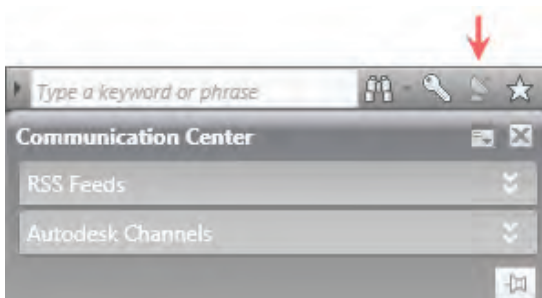 Type a keyword or phrase
Communication Center
RSS Feeds
Autodesk Channels